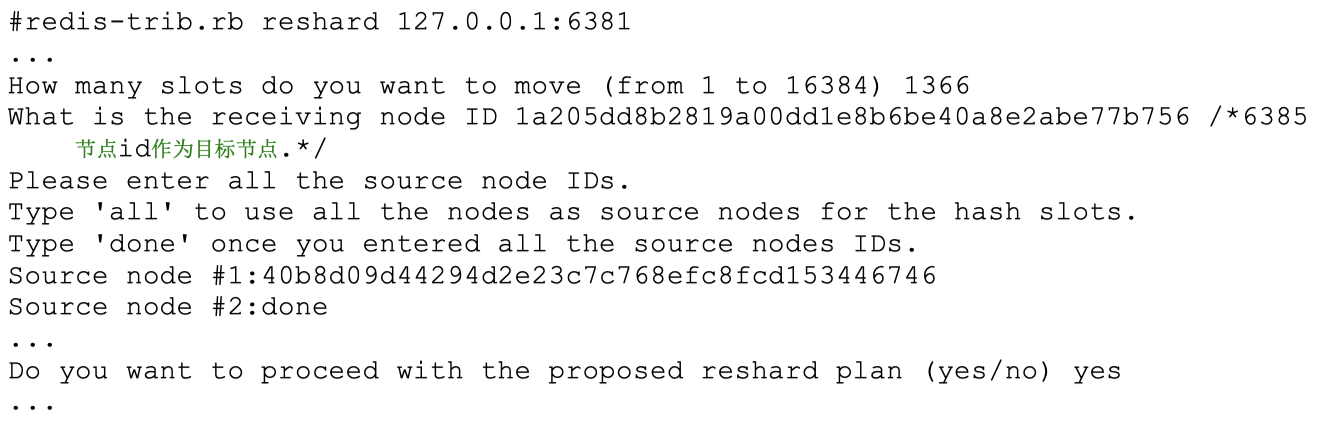 #redis-trib.rb reshard 127.0.0.1:6381
...
How many slots do you want to move (from 1 to 16384) 1366
What is the receiving node ID 1a205dd8b2819a00dd1e8b6be40a8e2abe77b756 /*6385
节点id作为目标节点.*/
Please enter all the source node IDs.
Type 'all' to use all the nodes as source nodes for the hash slots.
Type 'done' once you entered all the source nodes IDs.
Source node #1:40b8d09d44294d2e23c7c768efc8fcd153446746
Source node #2:done
...
Do you want to proceed with the proposed reshard plan (yes/no) yes
...